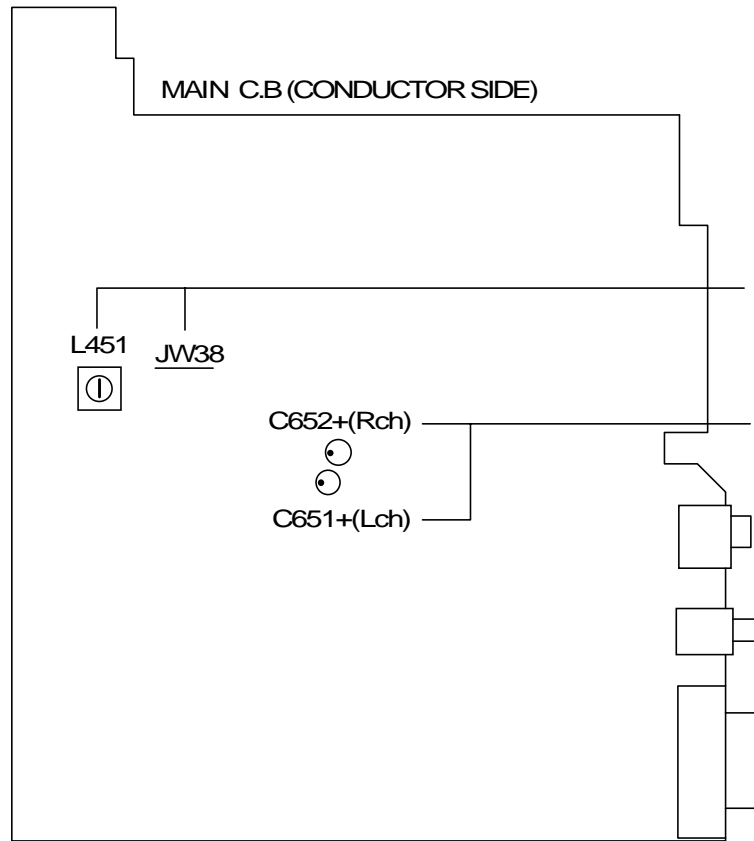 MAIN C.B (CONDUCTOR SIDE)
L451
JW38
C652+(Rch)
C651+(Lch)